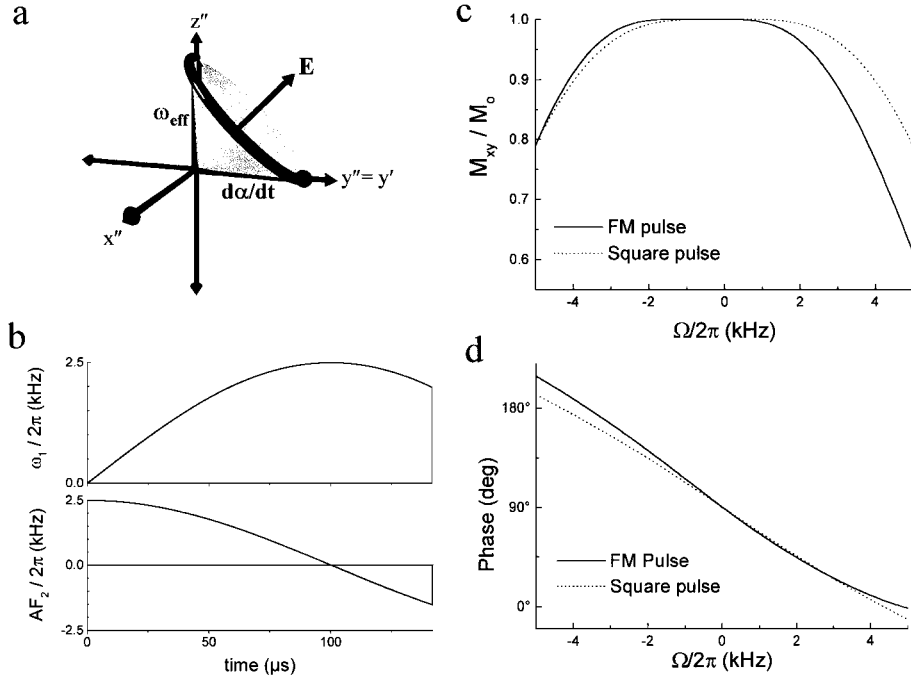 a
z″
E
ω_eff
y″ = y′
dα/dt
x″
b
ω₁ / 2π (kHz)
2.5
0.0
AF₂ / 2π (kHz)
2.5
0.0
-2.5
0 50 100
time (μs)
c
M_xy / M_o
1.0
0.9
0.8
0.7
0.6
FM pulse
Square pulse
-4 -2 0 2 4
Ω/2π (kHz)
d
Phase (deg)
180°
90°
0°
FM Pulse
Square pulse
-4 -2 0 2 4
Ω/2π (kHz)